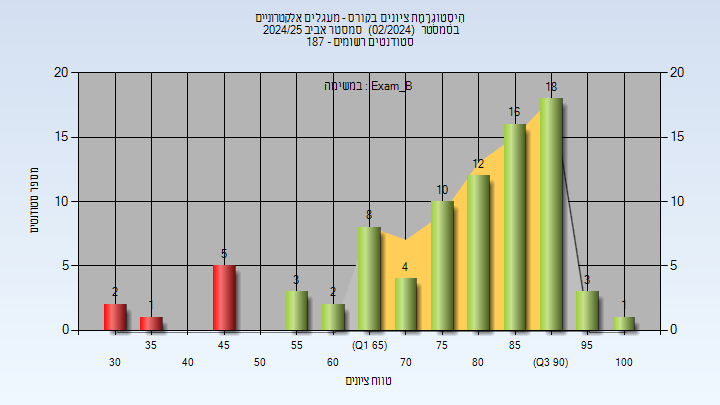 היסטוגרמת ציונים בקורס - מעגלים אלקטרוניים
בסמסטר (02/2024) סמסטר אביב 2024/25
סטודנטים רשומים - 187
במשימה : Exam_B
20 20
15 15
10 10
5 5
0 0
2 1 5 3 2 8 4 10 12 16 18 3 1
מספר סטודנטים
35 45 55 (Q1 65) 75 85 95
30 40 50 60 70 80 (Q3 90) 100
טווח ציונים